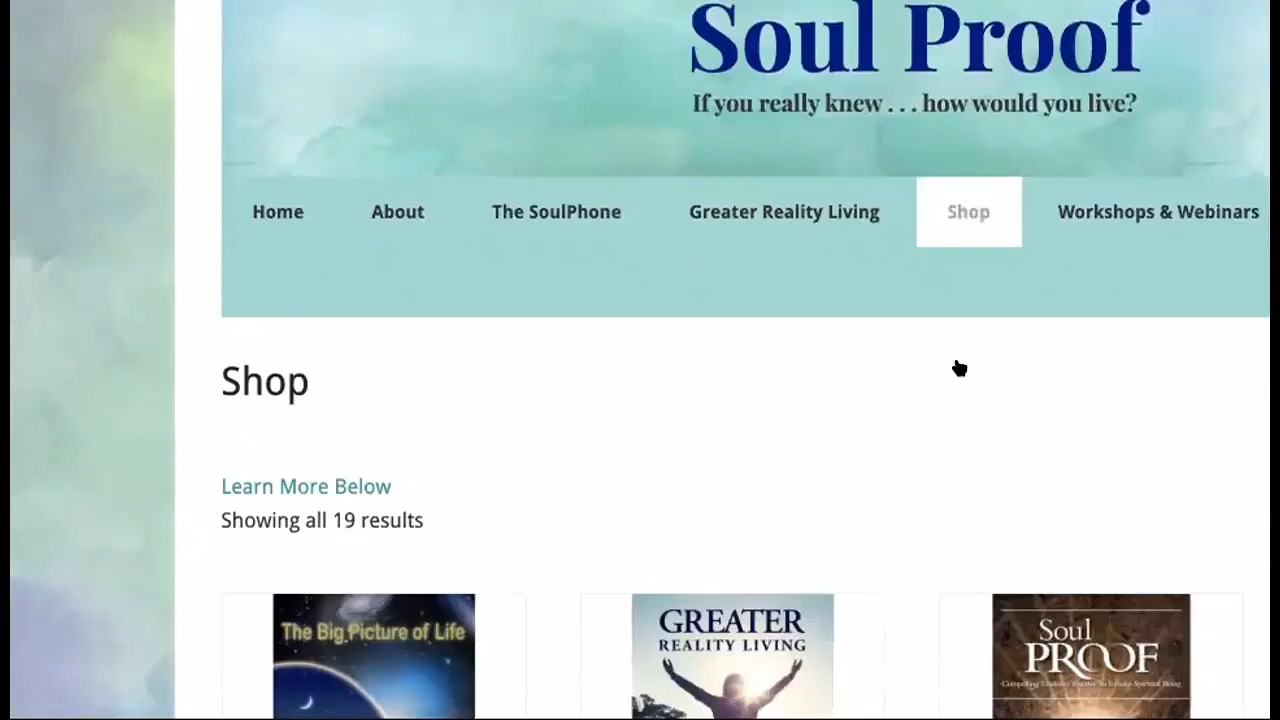 Soul Proof
If you really knew . . . how would you live?
Home About The SoulPhone Greater Reality Living Shop Workshops & Webinars
Shop
Learn More Below
Showing all 19 results
The Big Picture of Life
GREATER
REALITY LIVING
Soul
PROOF